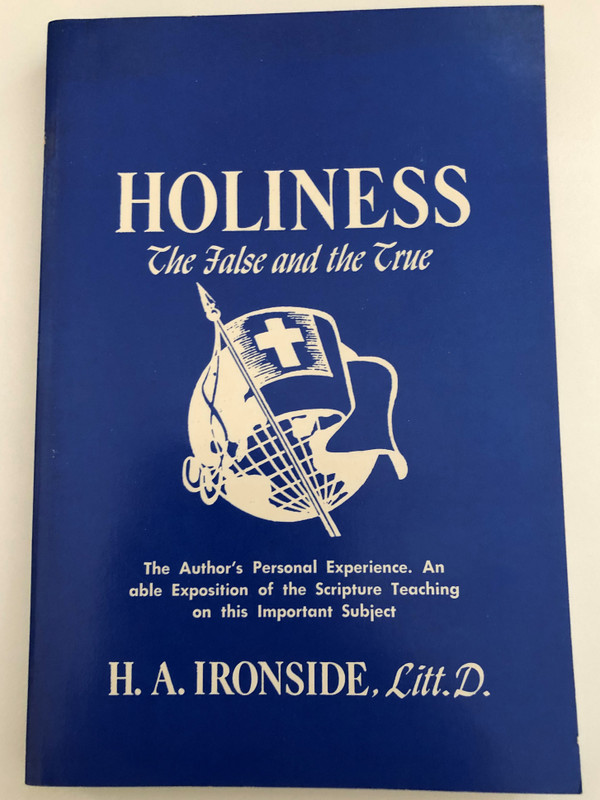 HOLINESS
The False and the True
The Author's Personal Experience. An
able Exposition of the Scripture Teaching
on this Important Subject
H. A. IRONSIDE, Litt.D.